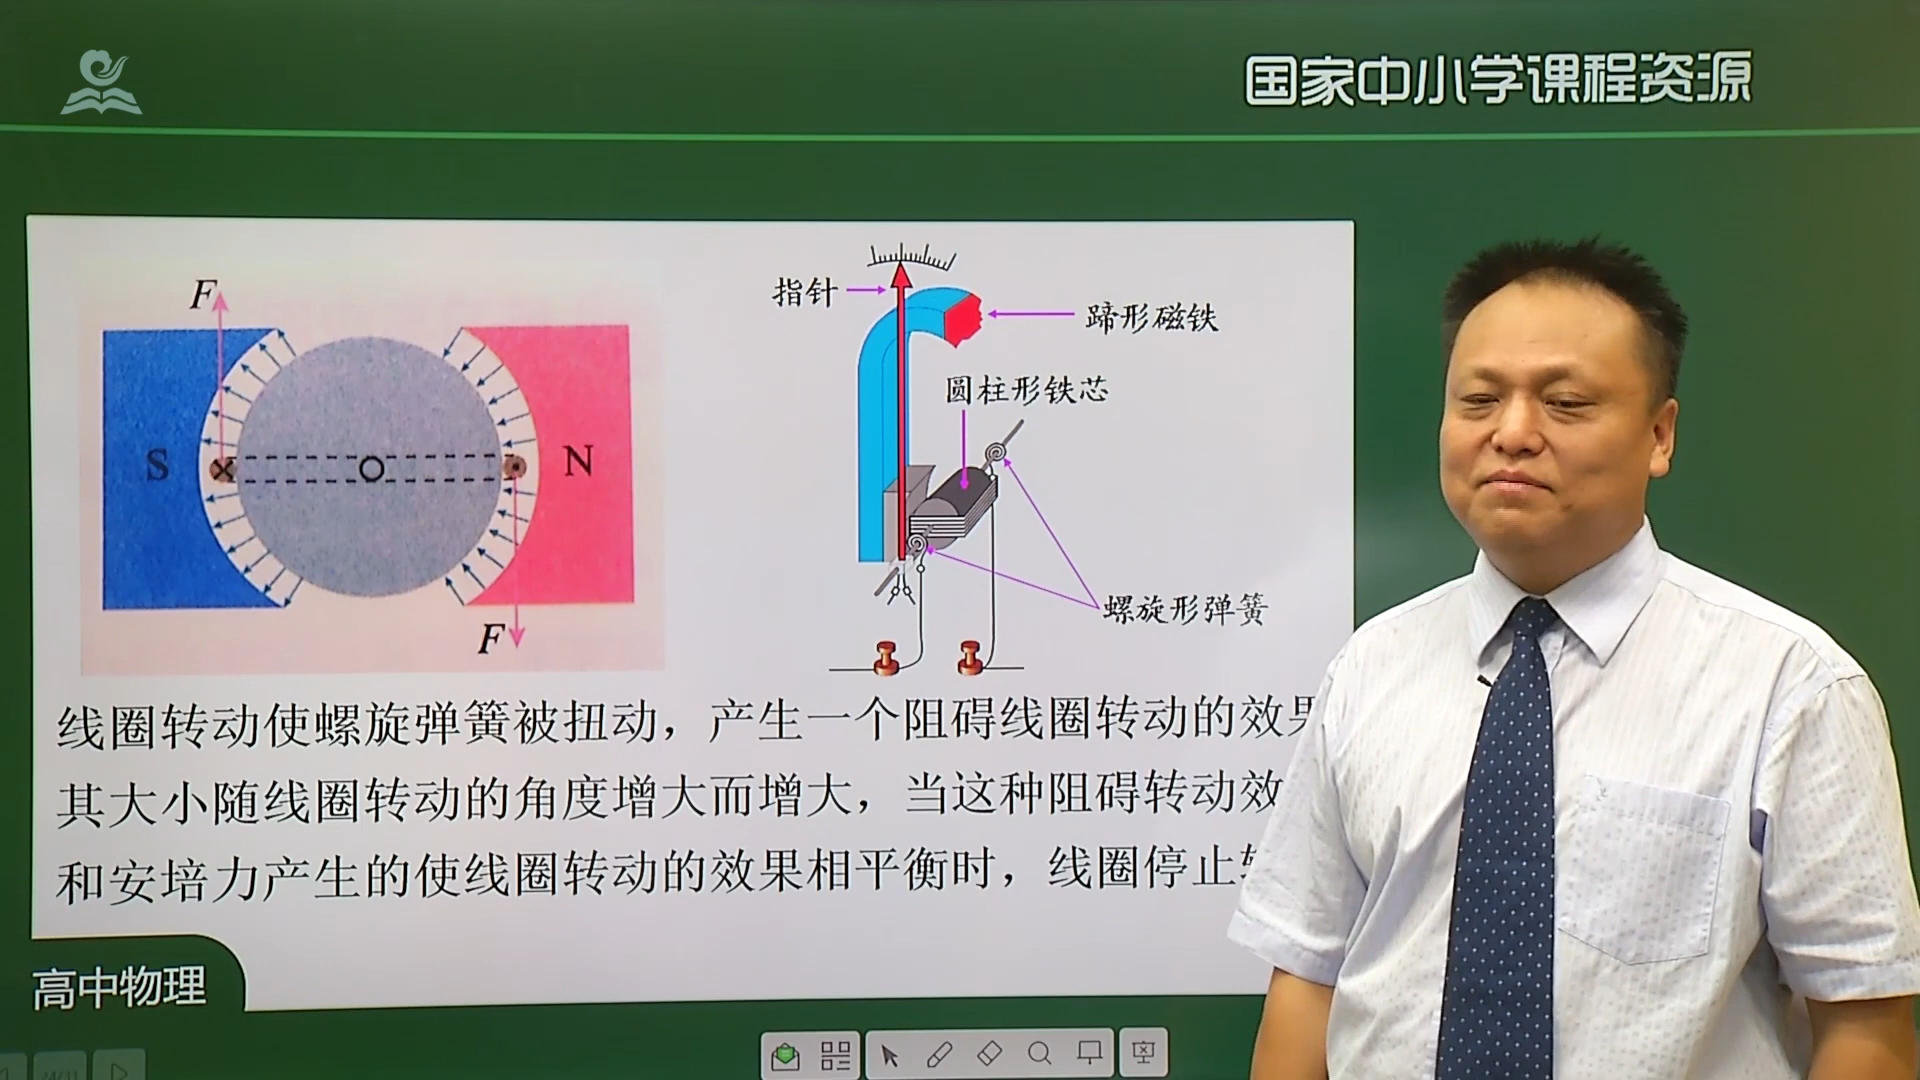 国家中小学课程资源
F
S
N
F
指针
蹄形磁铁
圆柱形铁芯
螺旋形弹簧
线圈转动使螺旋弹簧被扭动，产生一个阻碍线圈转动的效果
其大小随线圈转动的角度增大而增大，当这种阻碍转动效
和安培力产生的使线圈转动的效果相平衡时，线圈停止
高中物理